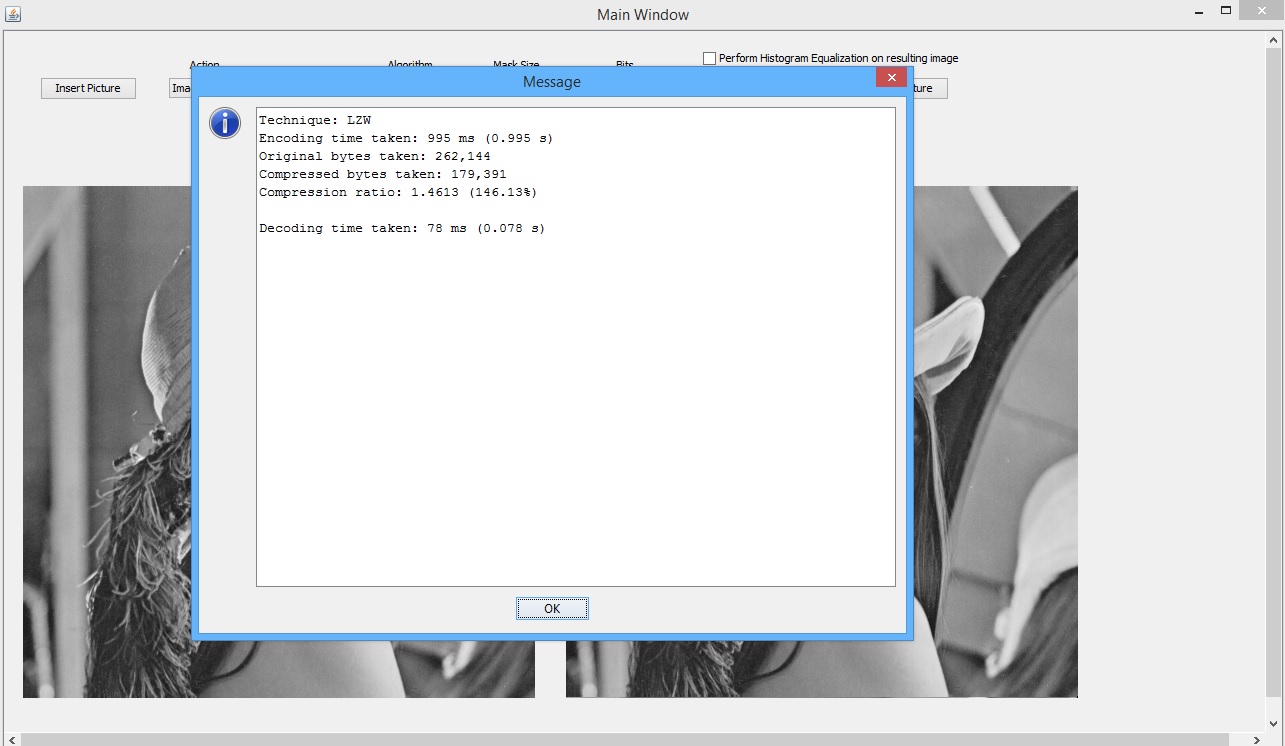 Main Window
Perform Histogram Equalization on resulting image
Action Algorithm Mask Size Bits
Insert Picture
Message
Technique: LZW
Encoding time taken: 995 ms (0.995 s)
Original bytes taken: 262,144
Compressed bytes taken: 179,391
Compression ratio: 1.4613 (146.13%)
Decoding time taken: 78 ms (0.078 s)
OK